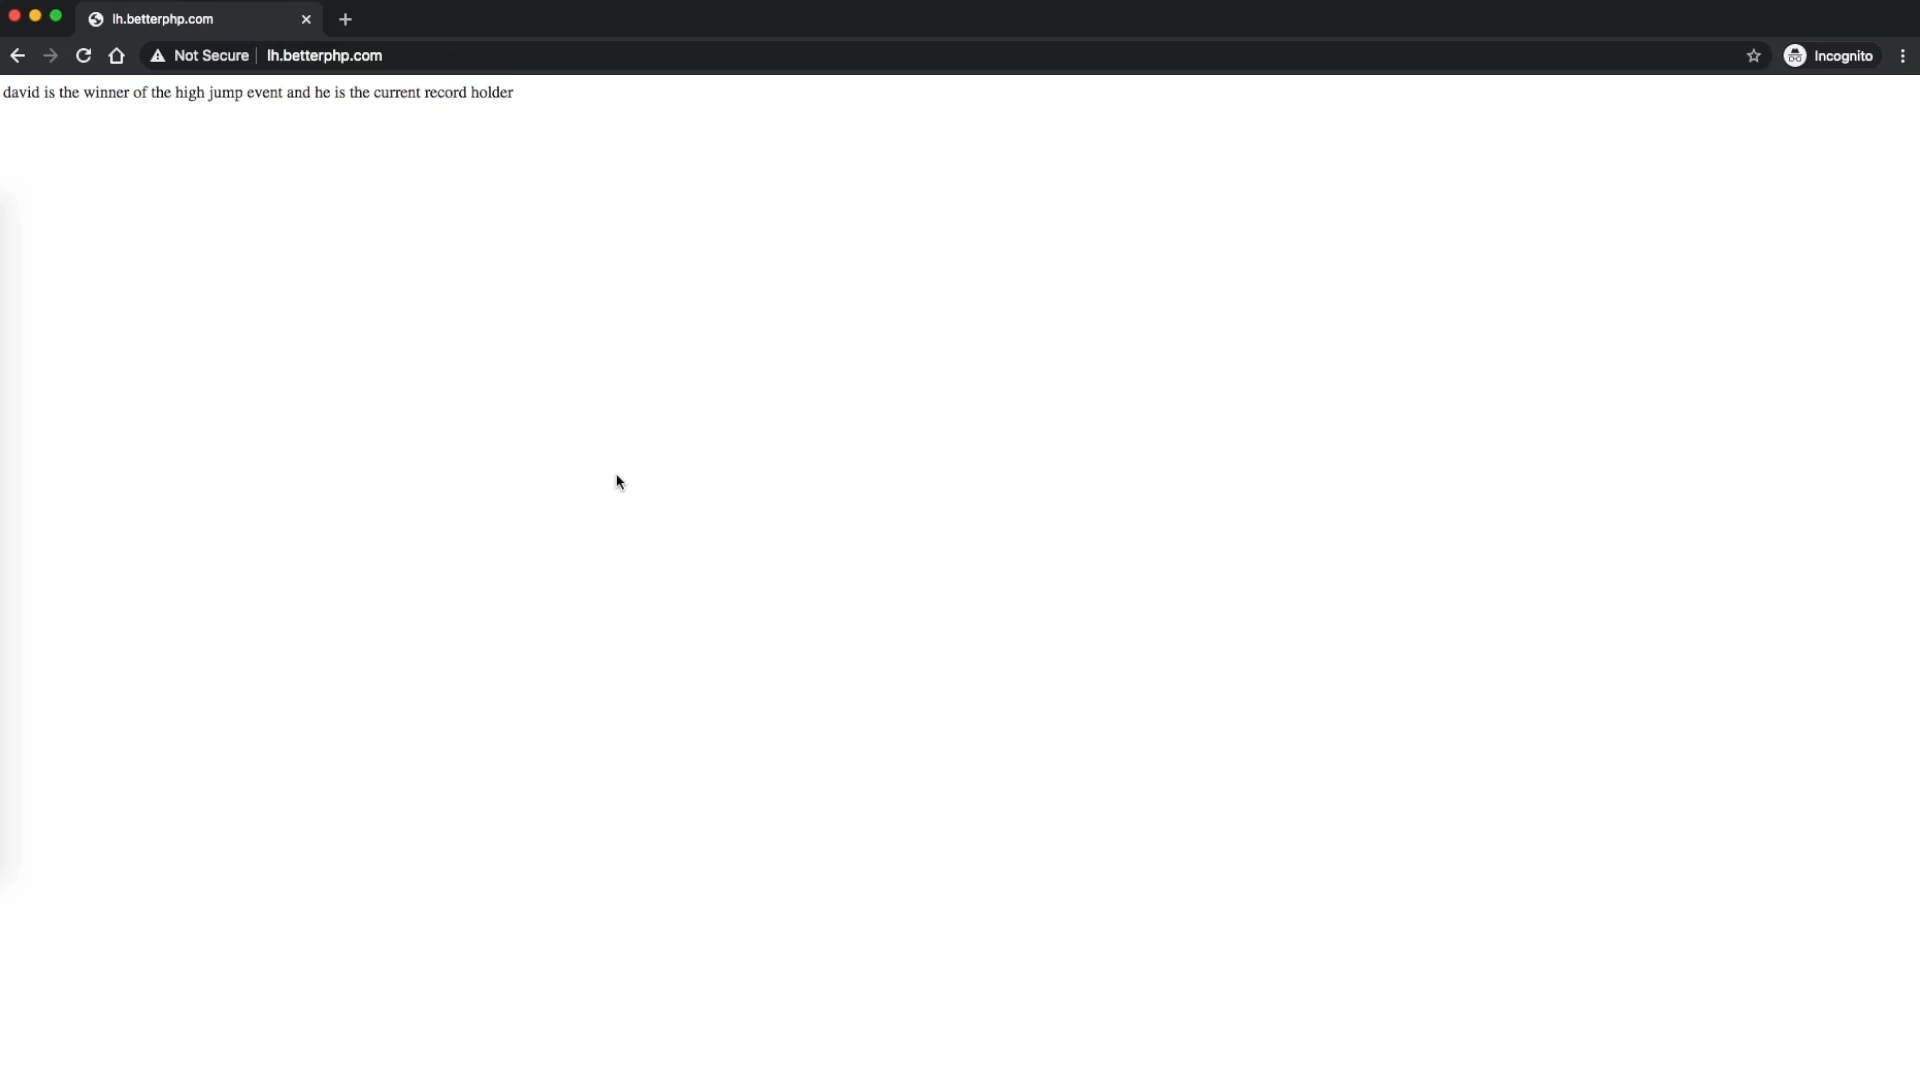 lh.betterphp.com
Not Secure lh.betterphp.com Incognito
david is the winner of the high jump event and he is the current record holder